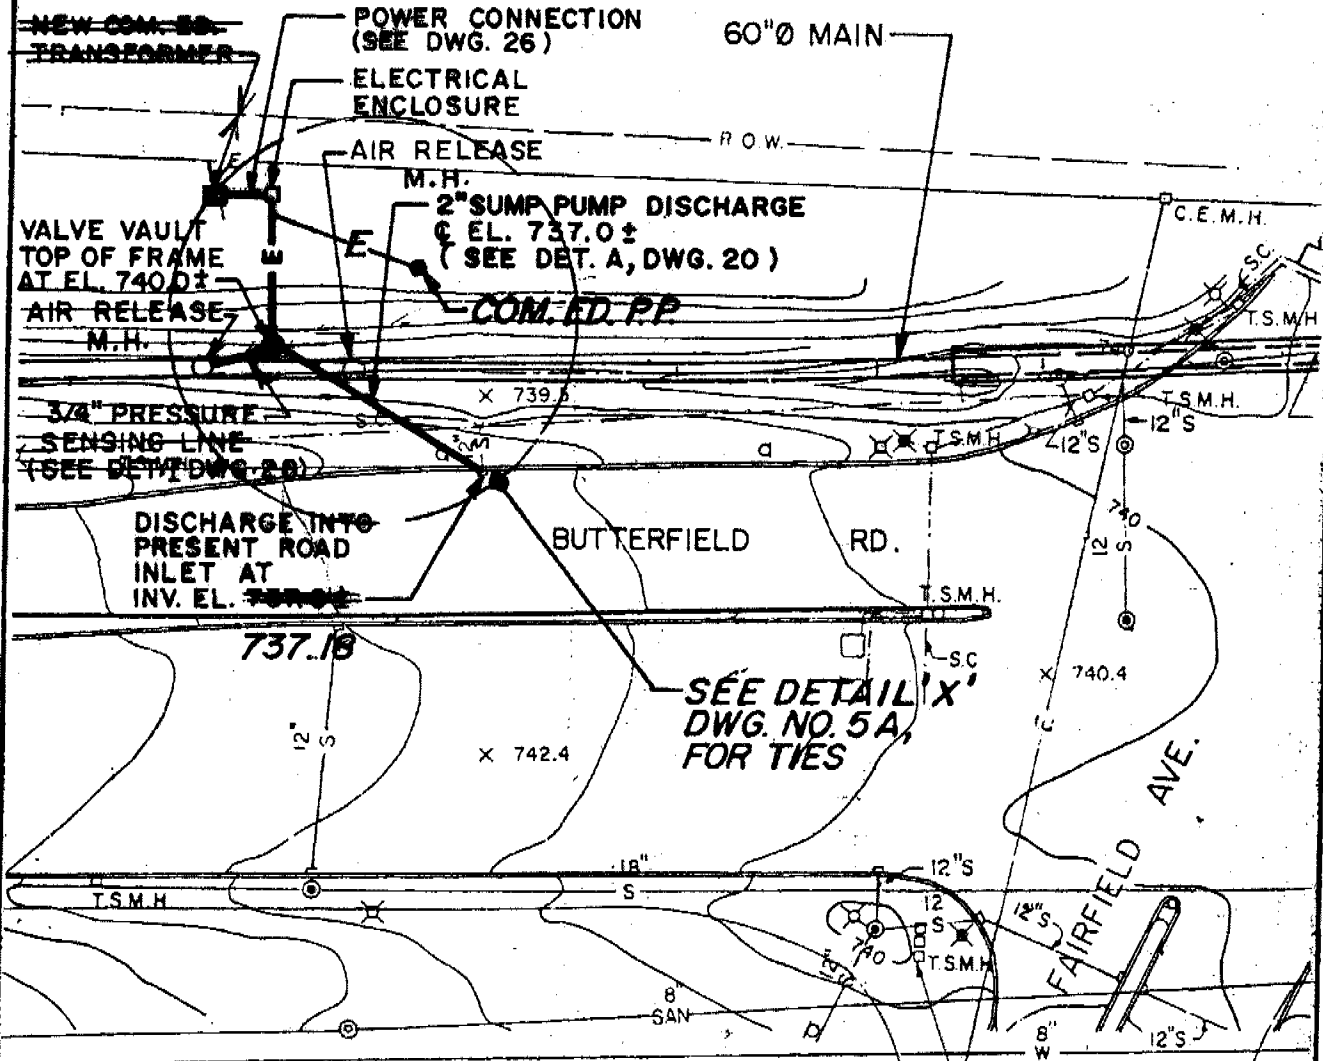 NEW COM. ED.
TRANSFORMER
POWER CONNECTION
(SEE DWG. 26)
60"Ø MAIN
ELECTRICAL
ENCLOSURE
R.O.W.
AIR RELEASE
M.H.
E
2" SUMP PUMP DISCHARGE
℄ EL. 737.0±
(SEE DET. A, DWG. 20)
C.E.M.H.
VALVE VAULT
TOP OF FRAME
AT EL. 740.0±
E
E
S.C.
COM. ED. P.P.
AIR RELEASE
M.H.
T.S.M.H.
739.5
3/4" PRESSURE
SENSING LINE
S.C.
T.S.M.H.
12"S
T.S.M.H.
12"S
740
12
S
DISCHARGE INTO
PRESENT ROAD
INLET AT
INV. EL.
737.18
BUTTERFIELD RD.
T.S.M.H.
S.C.
740.4
SEE DETAIL 'X'
DWG. NO. 5A,
FOR TIES
12"
S
742.4
FAIRFIELD AVE.
18"
S
12"S
T.S.M.H
12
S
12"S
740
12"
S
T.S.M.H
8"
SAN
8"
W
12"S